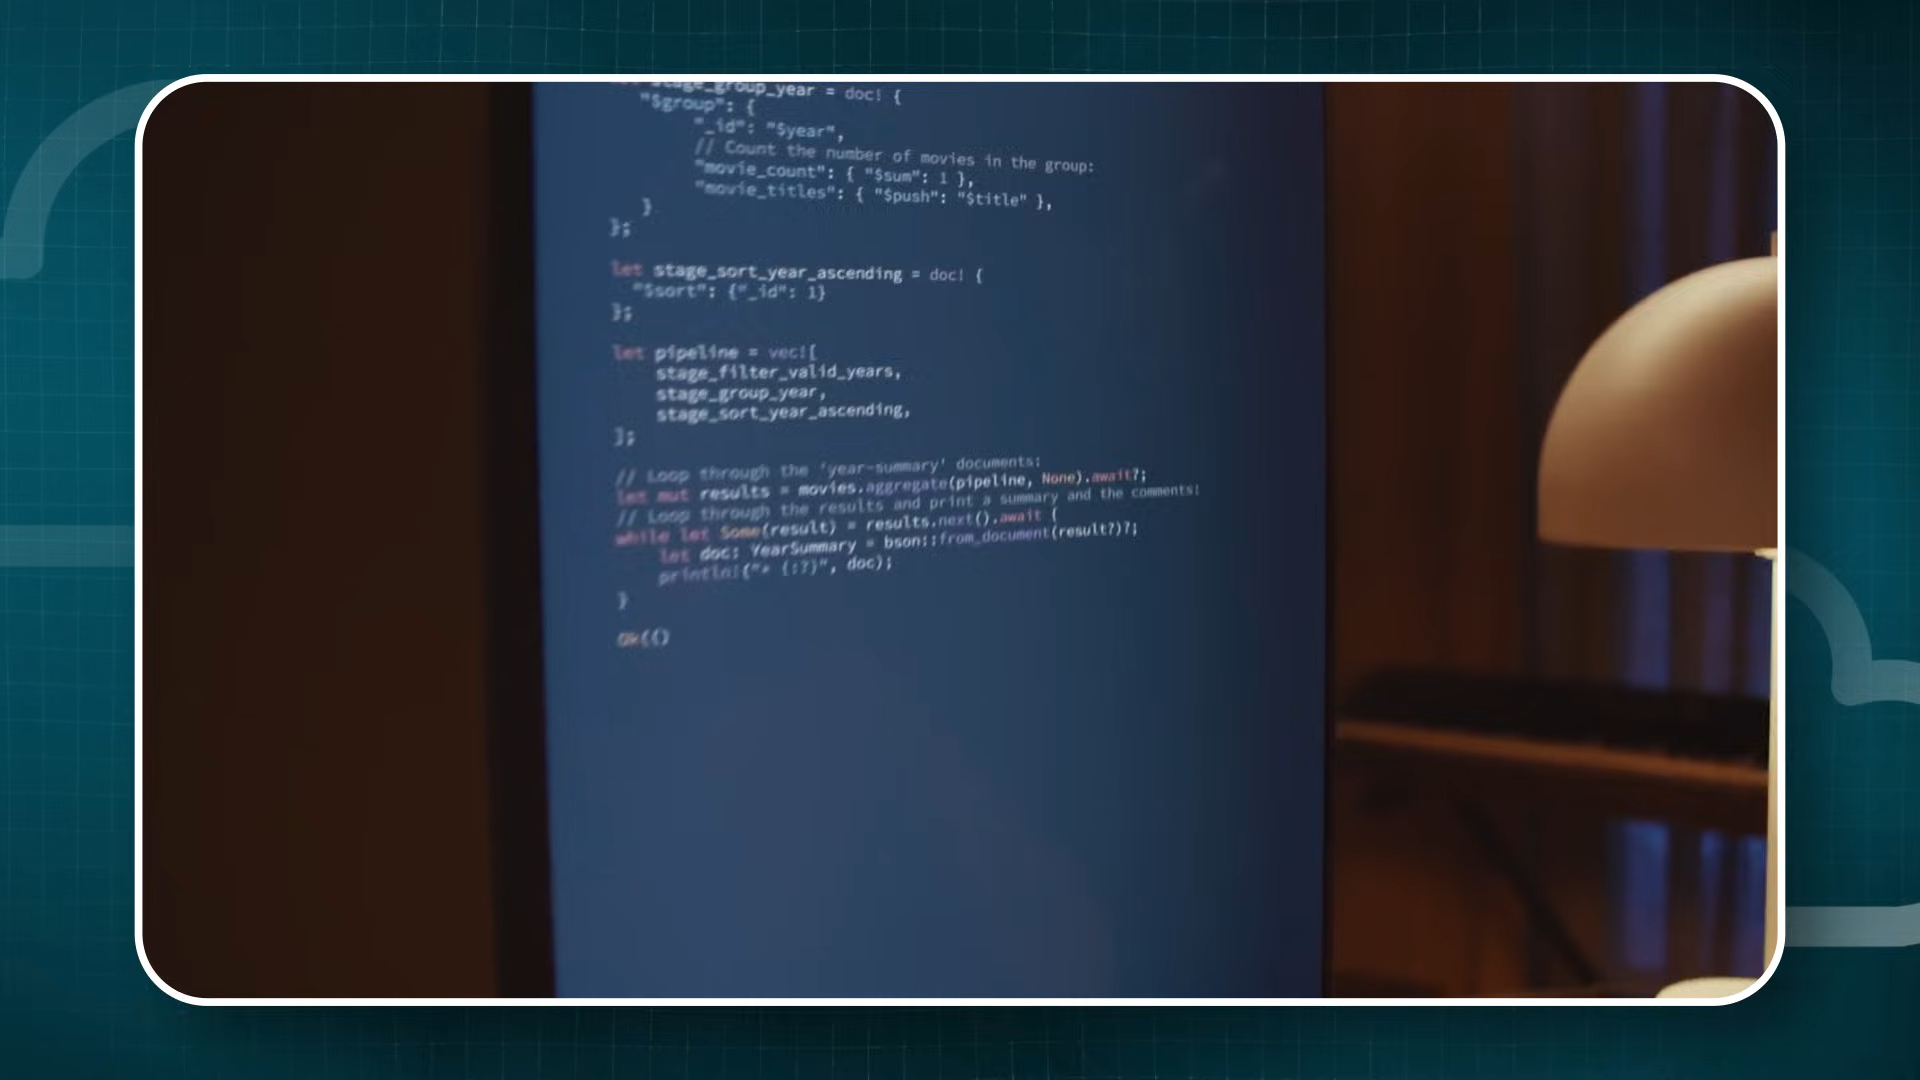 let stage_group_year = doc! {
"$group": {
"_id": "$year",
// Count the number of movies in the group:
"movie_count": { "$sum": 1 },
"movie_titles": { "$push": "$title" },
}
};
let stage_sort_year_ascending = doc! {
"$sort": {"_id": 1}
};
let pipeline = vec![
stage_filter_valid_years,
stage_group_year,
stage_sort_year_ascending,
];
// Loop through the 'year-summary' documents:
let mut results = movies.aggregate(pipeline, None).await?;
// Loop through the results and print a summary and the comments:
while let Some(result) = results.next().await {
let doc: YearSummary = bson::from_document(result?)?;
println!("* {:?}", doc);
}
Ok(())